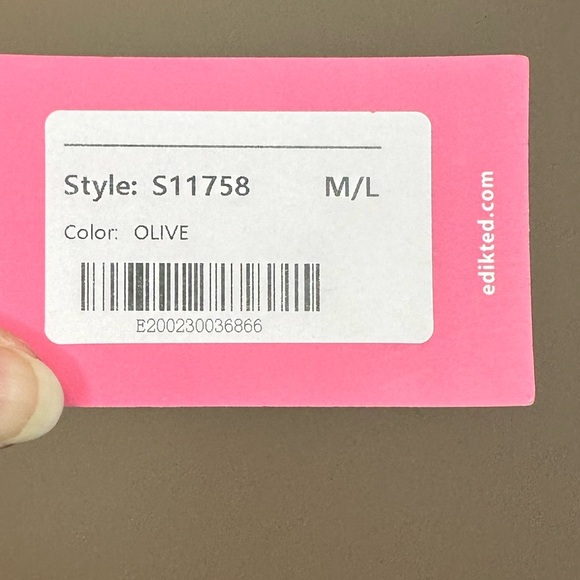 Style: S11758 M/L
Color: OLIVE
E200230036866
edikted.com